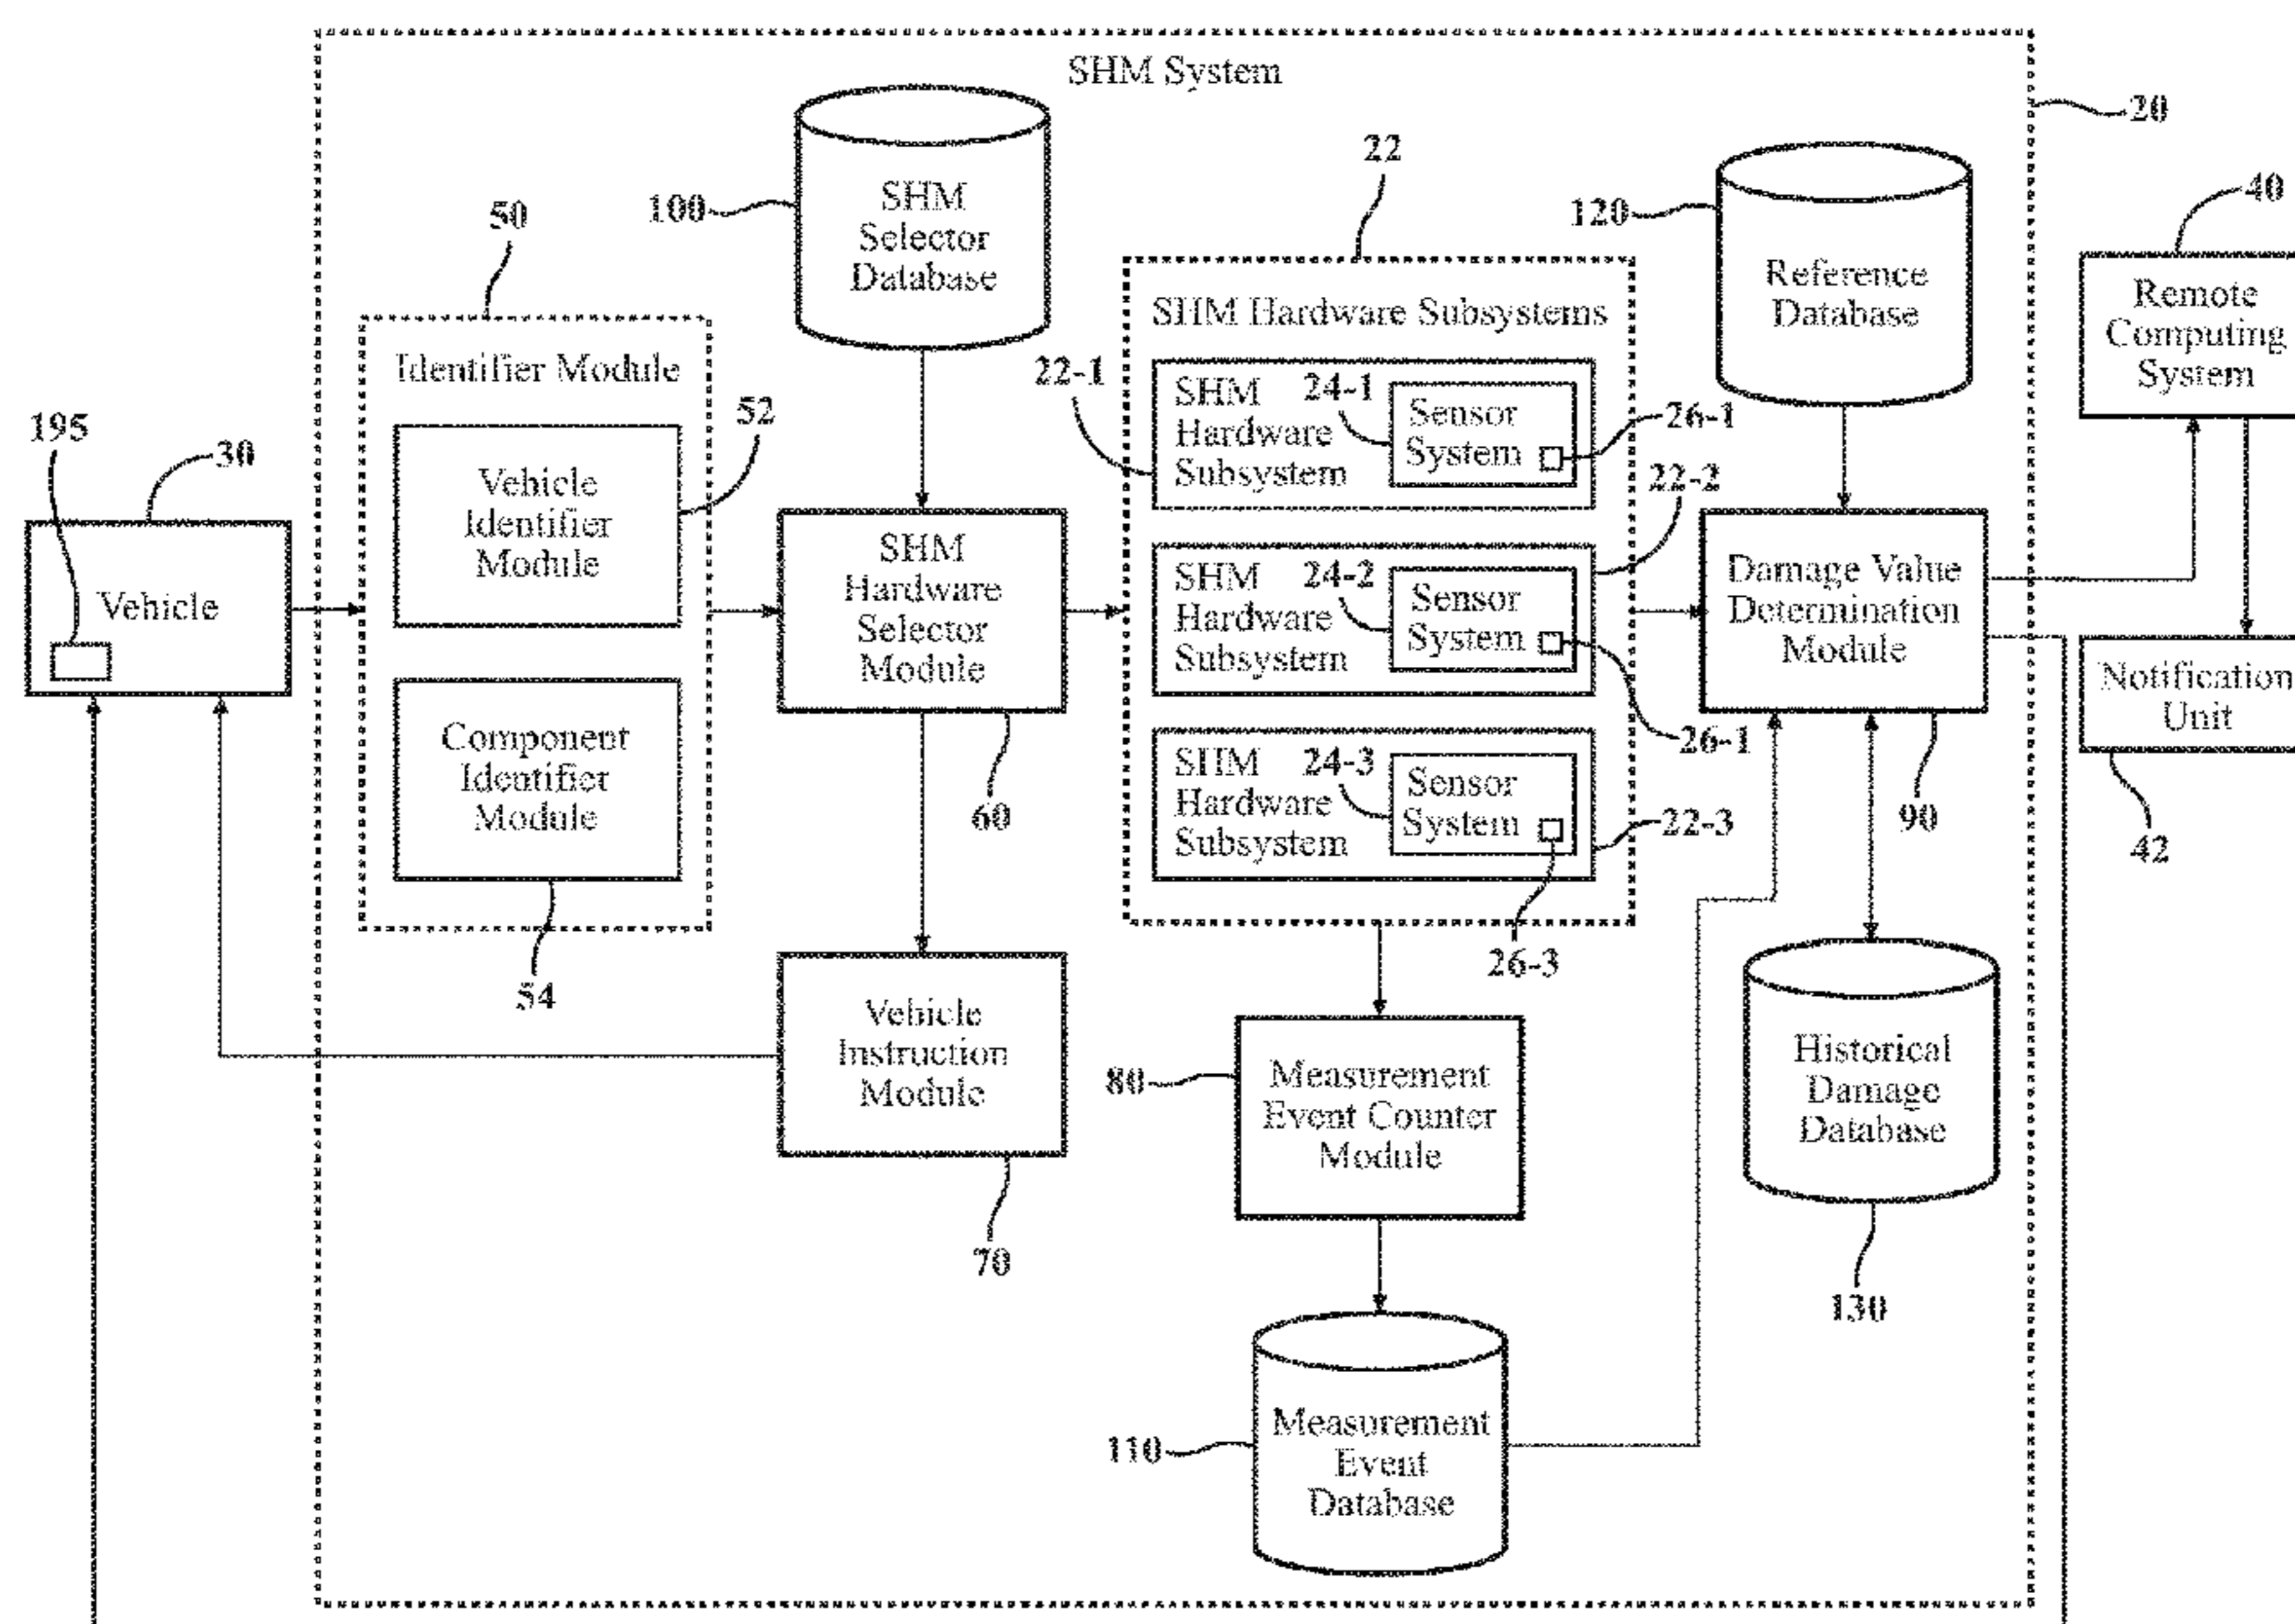 SHM System
20
SHM
Selector
Database
100
22
120
Reference
Database
40
Remote
Computing
System
50
Identifier Module
52
Vehicle
Identifier
Module
Component
Identifier
Module
54
195
30
Vehicle
SHM
Hardware
Selector
Module
60
SHM Hardware Subsystems
22-1
SHM
Hardware
Subsystem
24-1
Sensor
System
26-1
22-2
SHM
Hardware
Subsystem
24-2
Sensor
System
26-1
SHM
Hardware
Subsystem
24-3
Sensor
System
22-3
26-3
Damage Value
Determination
Module
90
Notification
Unit
42
Vehicle
Instruction
Module
70
80
Measurement
Event Counter
Module
Historical
Damage
Database
130
110
Measurement
Event
Database